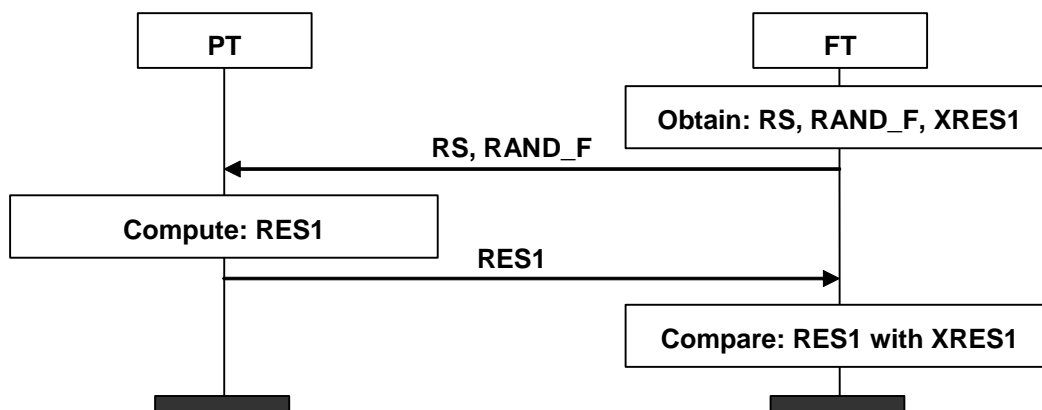 PT
FT
Obtain: RS, RAND_F, XRES1
RS, RAND_F
Compute: RES1
RES1
Compare: RES1 with XRES1